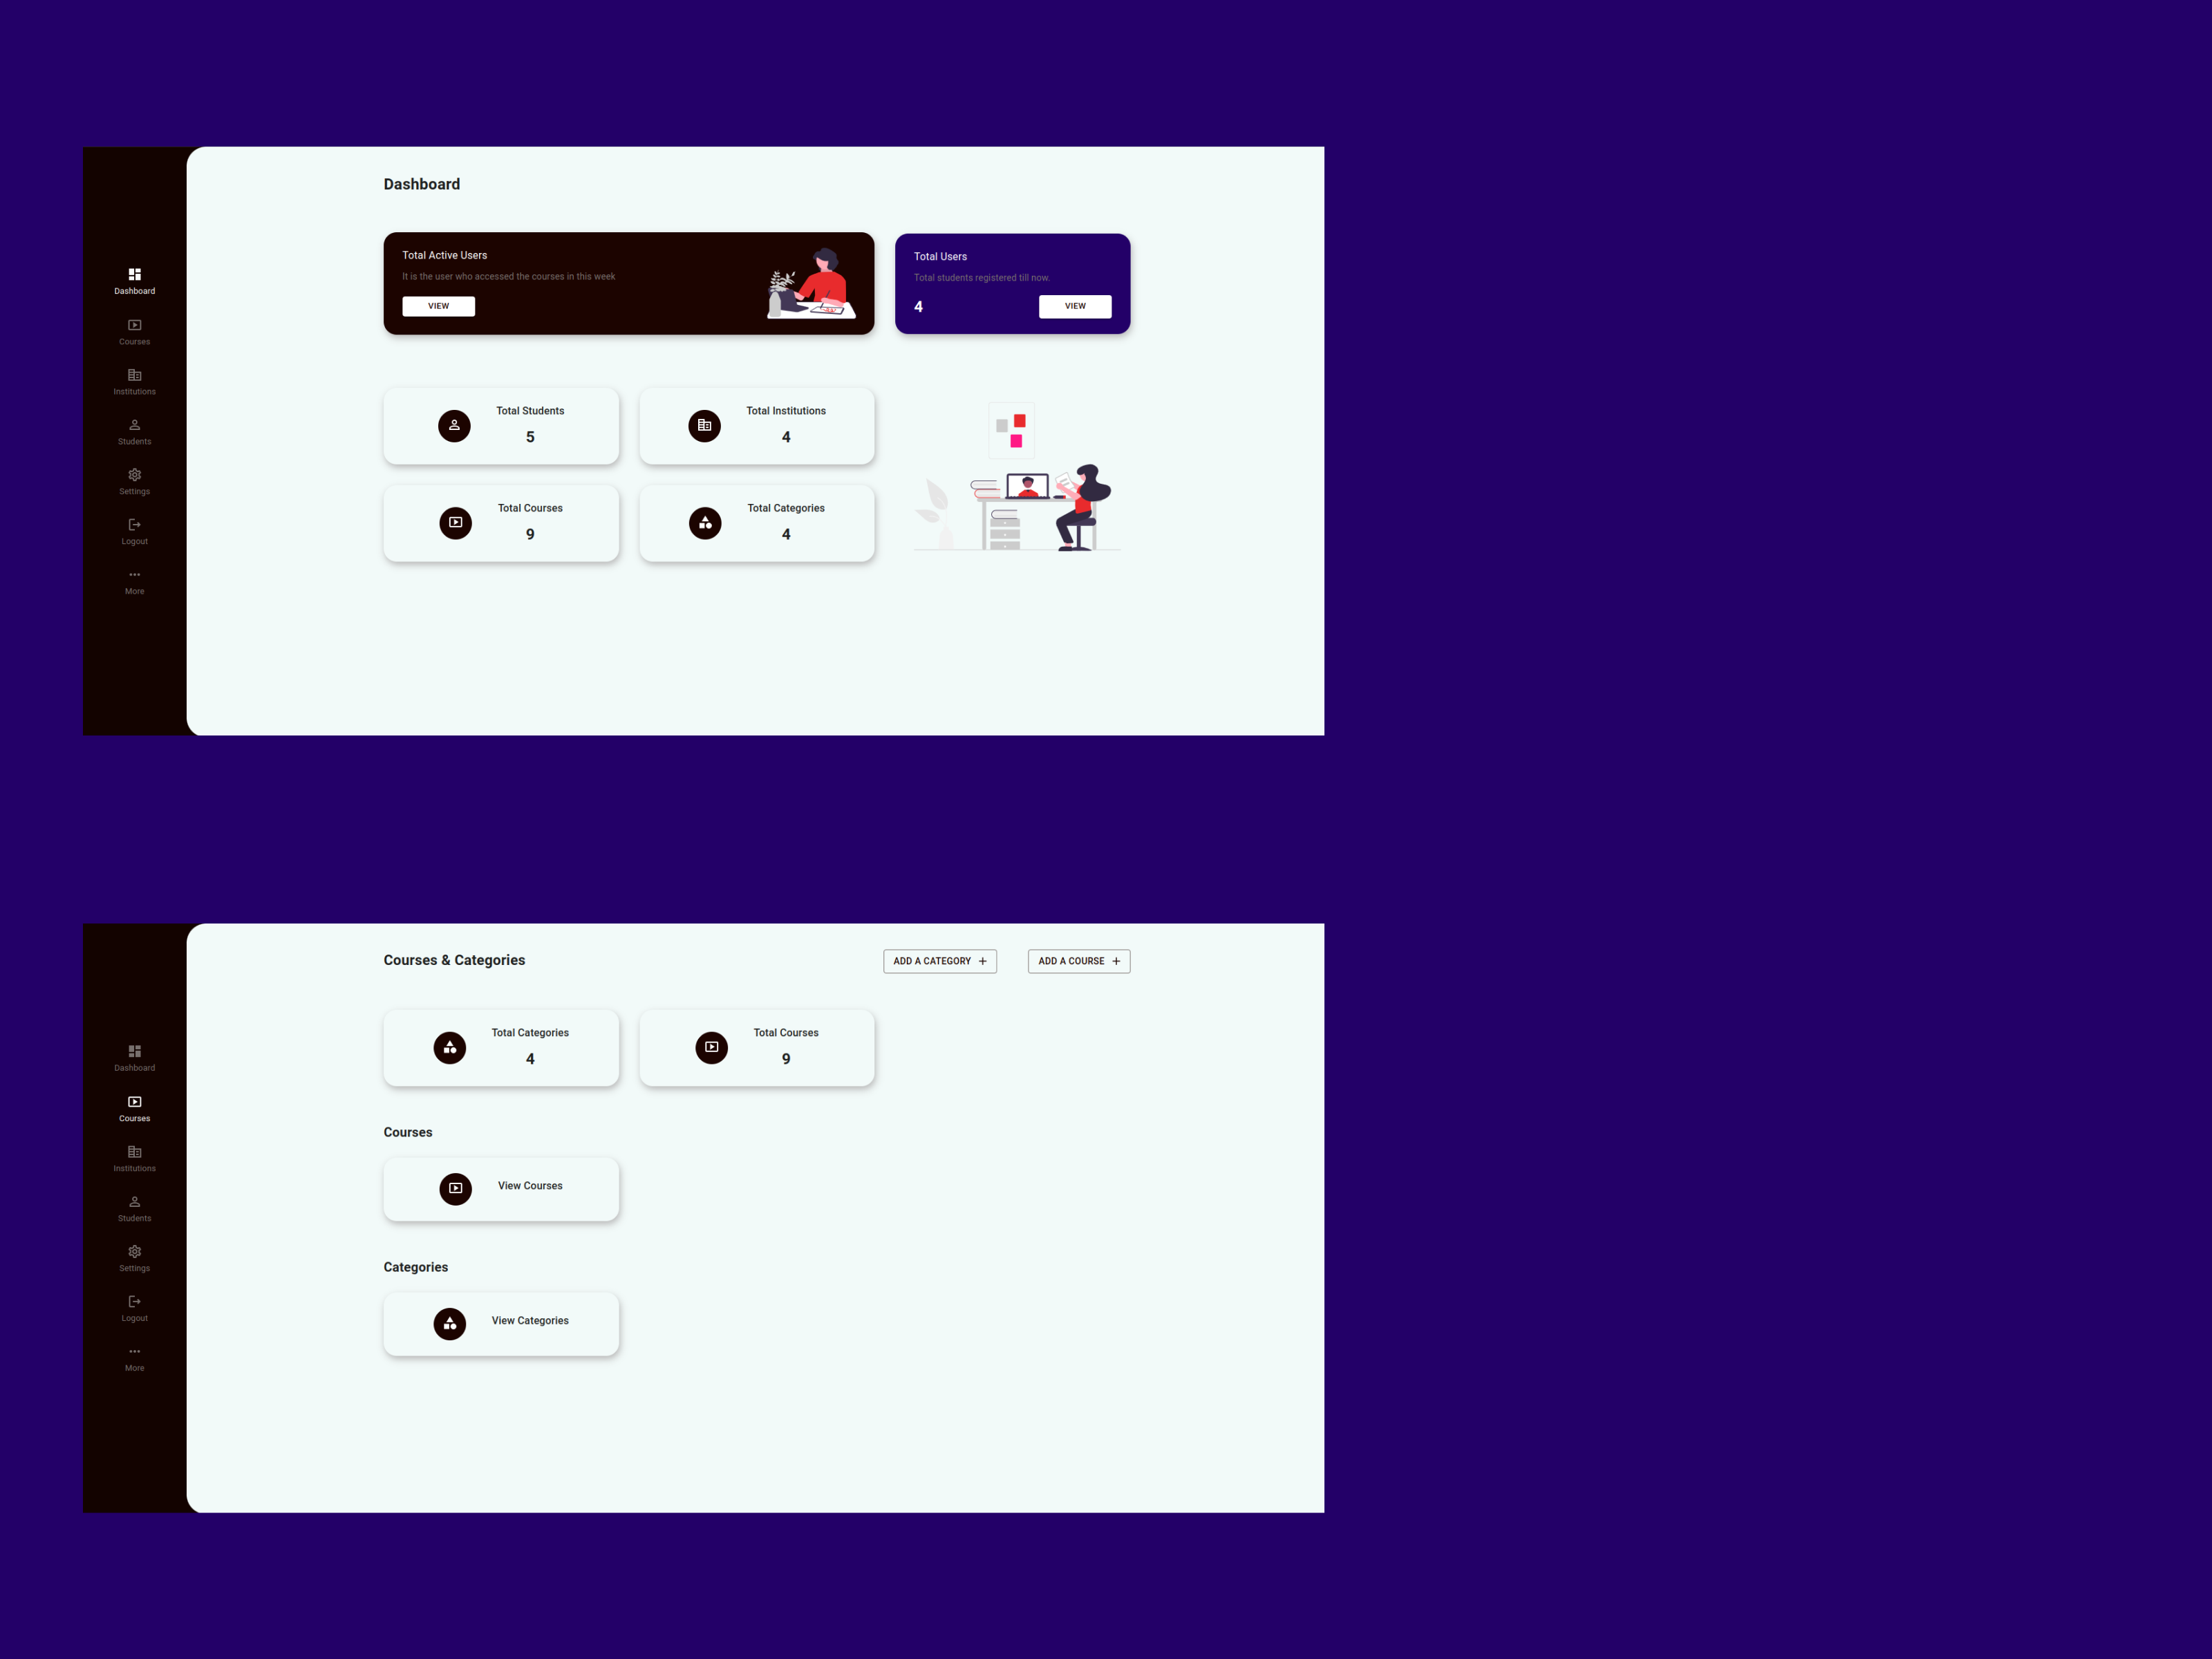 Dashboard
Courses
Institutions
Students
Settings
Logout
More
Dashboard
Total Active Users
It is the user who accessed the courses in this week
VIEW
Total Users
Total students registered till now.
4
VIEW
Total Students
5
Total Institutions
4
Total Courses
9
Total Categories
4
Dashboard
Courses
Institutions
Students
Settings
Logout
More
Courses & Categories
ADD A CATEGORY +
ADD A COURSE +
Total Categories
4
Total Courses
9
Courses
View Courses
Categories
View Categories